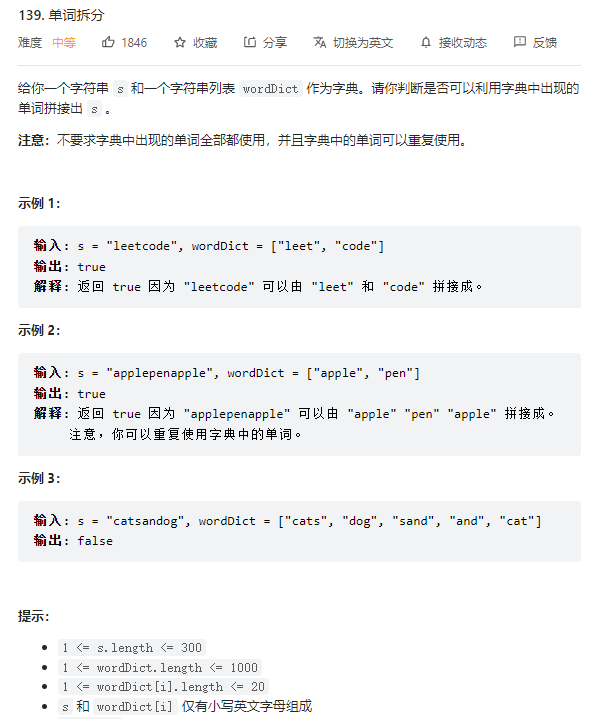 139. 单词拆分
难度 中等 1846 收藏 分享 切换为英文 接收动态 反馈
给你一个字符串 s 和一个字符串列表 wordDict 作为字典。请你判断是否可以利用字典中出现的
单词拼接出 s 。
注意：不要求字典中出现的单词全部都使用，并且字典中的单词可以重复使用。
示例 1：
输入: s = "leetcode", wordDict = ["leet", "code"]
输出: true
解释: 返回 true 因为 "leetcode" 可以由 "leet" 和 "code" 拼接成。
示例 2：
输入: s = "applepenapple", wordDict = ["apple", "pen"]
输出: true
解释: 返回 true 因为 "applepenapple" 可以由 "apple" "pen" "apple" 拼接成。
注意，你可以重复使用字典中的单词。
示例 3：
输入: s = "catsandog", wordDict = ["cats", "dog", "sand", "and", "cat"]
输出: false
提示：
1 <= s.length <= 300
1 <= wordDict.length <= 1000
1 <= wordDict[i].length <= 20
s 和 wordDict[i] 仅有小写英文字母组成